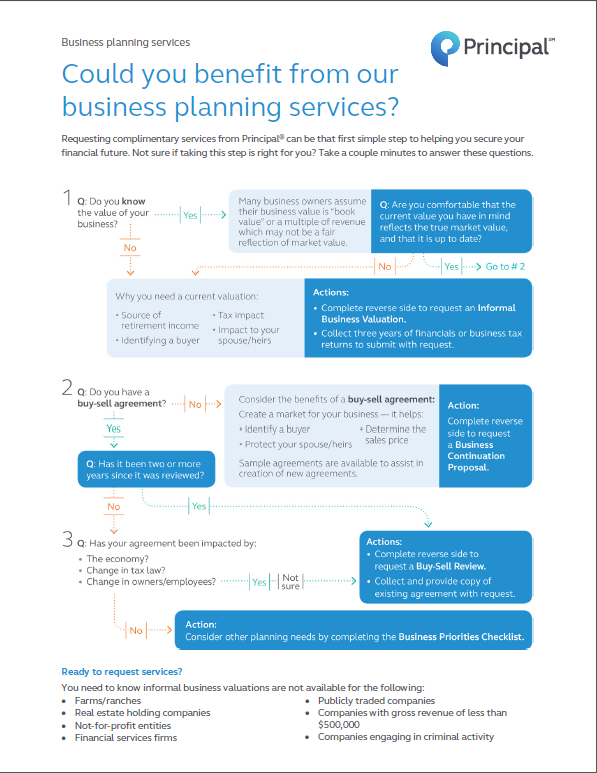 Business planning services
Principal℠
Could you benefit from our
business planning services?
Requesting complimentary services from Principal® can be that first simple step to helping you secure your
financial future. Not sure if taking this step is right for you? Take a couple minutes to answer these questions.
1 Q: Do you know
the value of your
business?
Yes
Many business owners assume
their business value is "book
value" or a multiple of revenue
which may not be a fair
reflection of market value.
Q: Are you comfortable that the
current value you have in mind
reflects the true market value,
and that it is up to date?
No
No
Yes
Go to # 2
Why you need a current valuation:
• Source of
retirement income
• Identifying a buyer
• Tax impact
• Impact to your
spouse/heirs
Actions:
• Complete reverse side to request an Informal
Business Valuation.
• Collect three years of financials or business tax
returns to submit with request.
2 Q: Do you have a
buy-sell agreement?
No
Consider the benefits of a buy-sell agreement:
Create a market for your business — it helps:
• Identify a buyer
• Protect your spouse/heirs
• Determine the
sales price
Sample agreements are available to assist in
creation of new agreements.
Action:
Complete reverse
side to request
a Business
Continuation
Proposal.
Yes
Q: Has it been two or more
years since it was reviewed?
No
Yes
3 Q: Has your agreement been impacted by:
• The economy?
• Change in tax law?
• Change in owners/employees?
Yes
Not
sure
Actions:
• Complete reverse side to
request a Buy-Sell Review.
• Collect and provide copy of
existing agreement with request.
No
Action:
Consider other planning needs by completing the Business Priorities Checklist.
Ready to request services?
You need to know informal business valuations are not available for the following:
• Farms/ranches
• Real estate holding companies
• Not-for-profit entities
• Financial services firms
• Publicly traded companies
• Companies with gross revenue of less than
$500,000
• Companies engaging in criminal activity